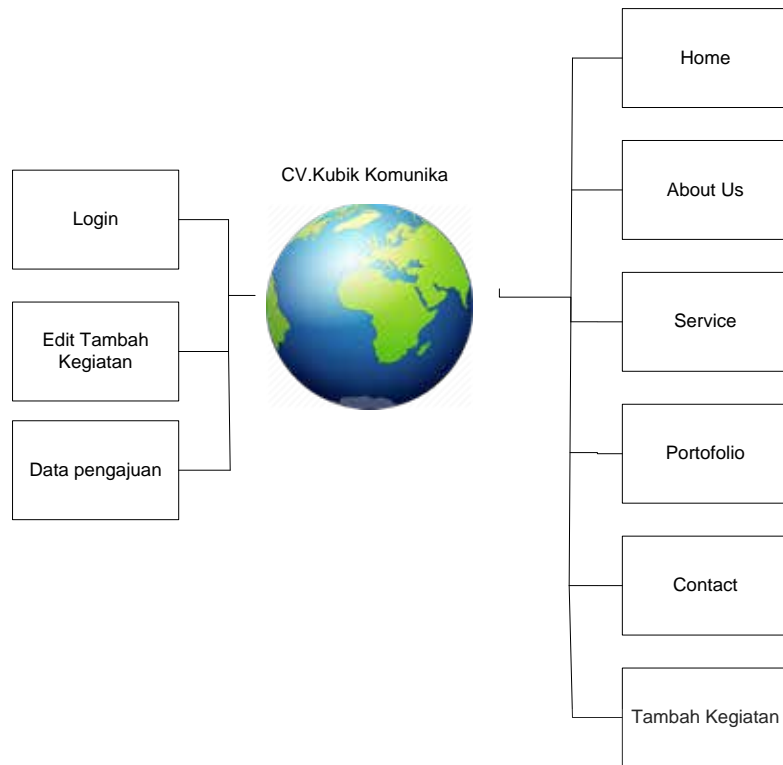 CV.Kubik Komunika
Login
Edit Tambah
Kegiatan
Data pengajuan
Home
About Us
Service
Portofolio
Contact
Tambah Kegiatan